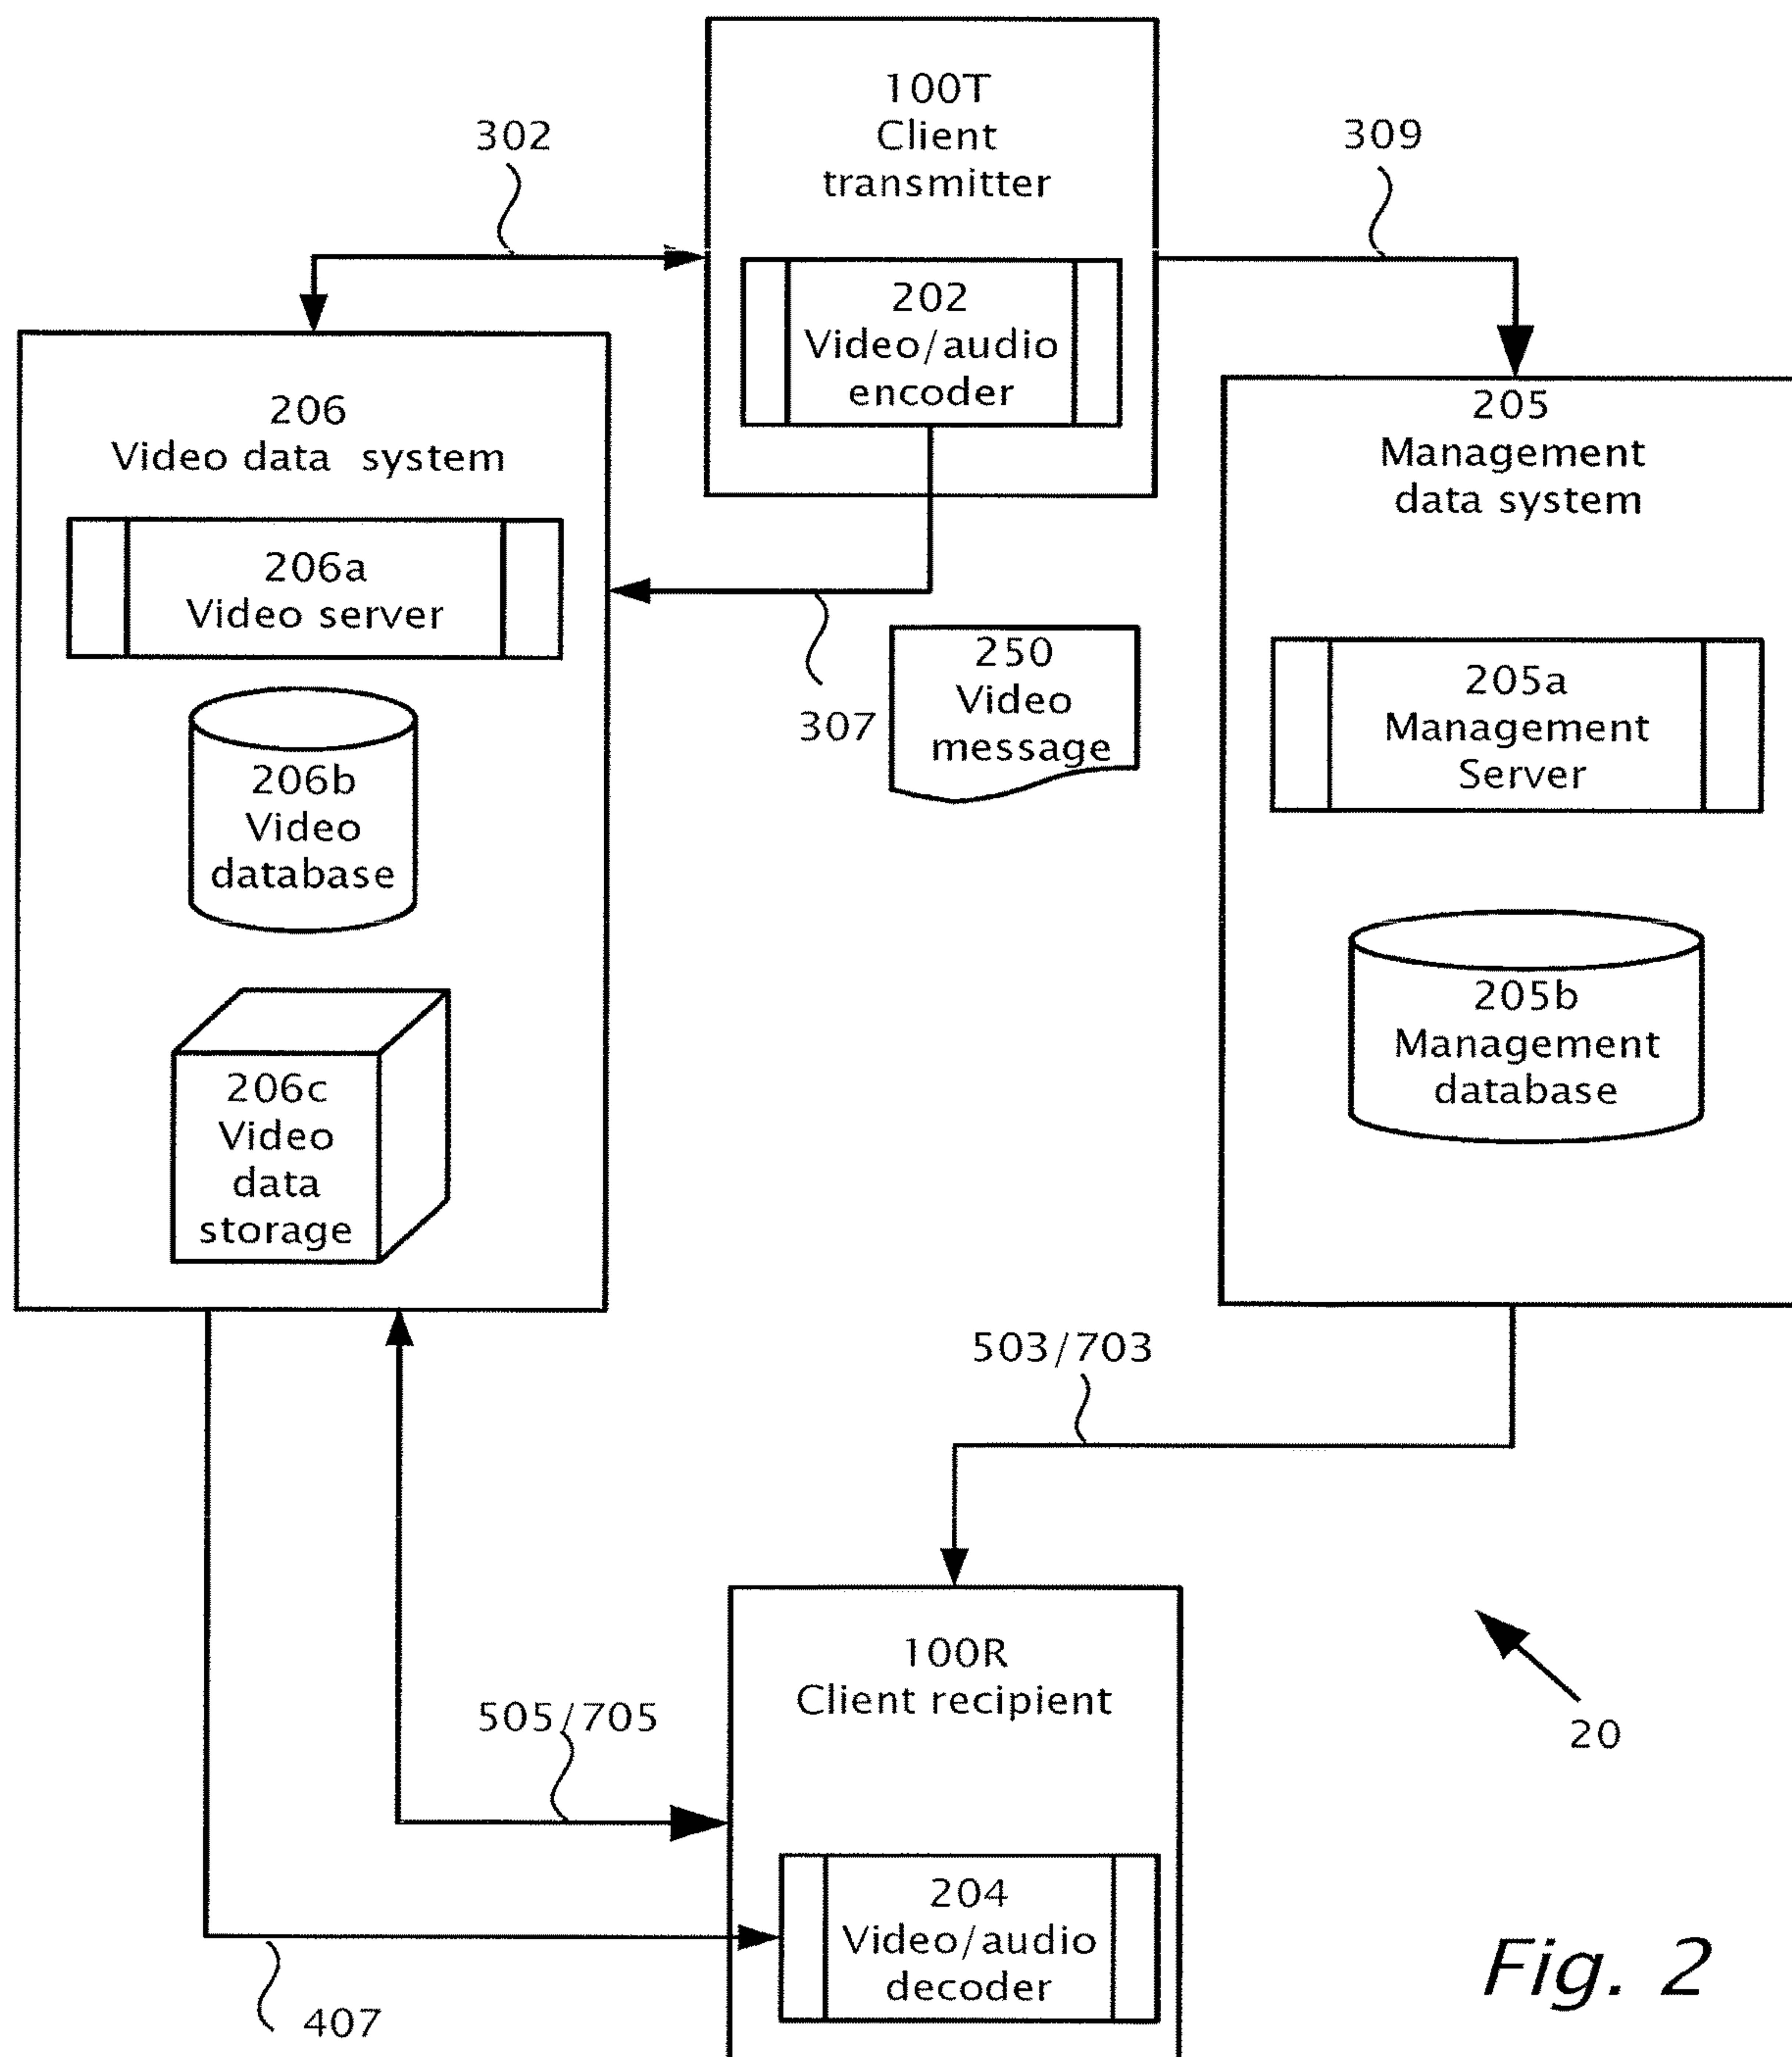 100T
Client
transmitter
302
309
202
Video/audio
encoder
206
Video data system
205
Management
data system
206a
Video server
307
250
Video
message
205a
Management
Server
206b
Video
database
205b
Management
database
206c
Video
data
storage
503/703
100R
Client recipient
505/705
20
204
Video/audio
decoder
407
Fig. 2